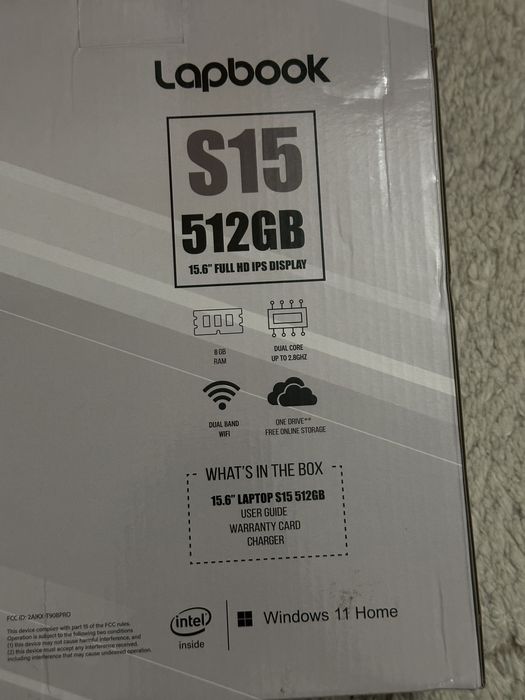 Lapbook
S15
512GB
15.6" FULL HD IPS DISPLAY
8 GB
RAM
DUAL CORE
UP TO 2.8GHZ
DUAL BAND
WIFI
ONE DRIVE**
FREE ONLINE STORAGE
WHAT'S IN THE BOX
15.6" LAPTOP S15 512GB
USER GUIDE
WARRANTY CARD
CHARGER
FCC ID: 2AIKX-T90BPRO
This device complies with part 15 of the FCC rules.
Operation is subject to the following two conditions
(1) this device may not cause harmful interference, and
(2) this device must accept any interference received.
including interference that may cause undesired operation.
intel
inside
Windows 11 Home